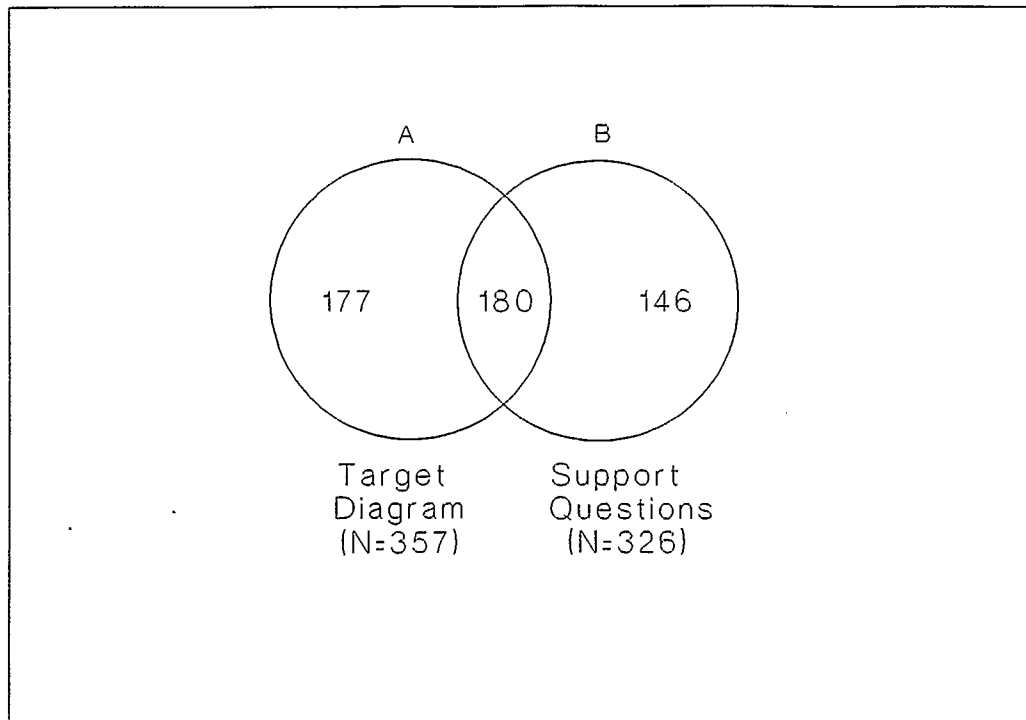 A B
177 180 146
Target
Diagram
(N=357)
Support
Questions
(N=326)